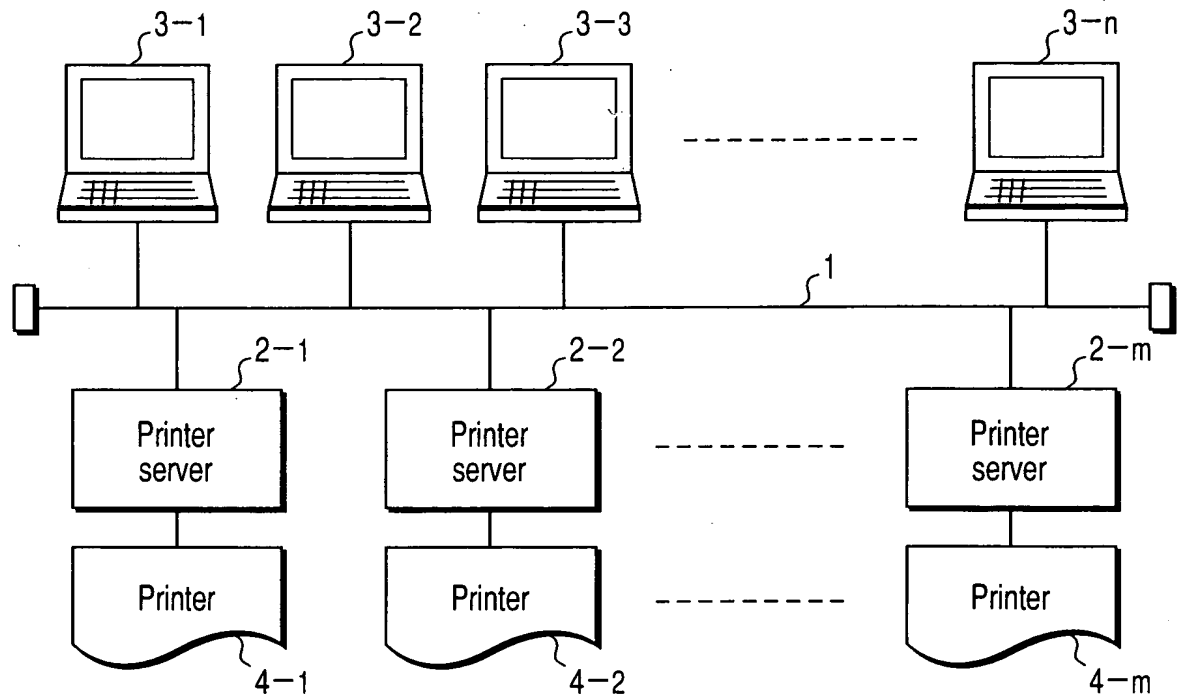 3-1
3-2
3-3
3-n
1
2-1
2-2
2-m
Printer
server
Printer
server
Printer
server
Printer
Printer
Printer
4-1
4-2
4-m